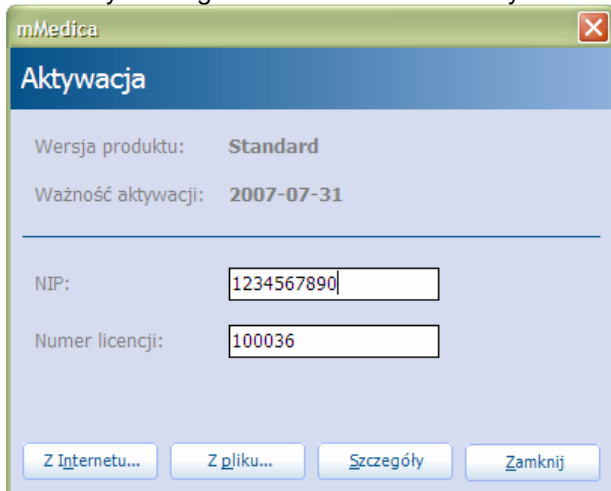 mMedica
Aktywacja
Wersja produktu: Standard
Ważność aktywacji: 2007-07-31
NIP: 1234567890
Numer licencji: 100036
Z Internetu... Z pliku... Szczegóły Zamknij